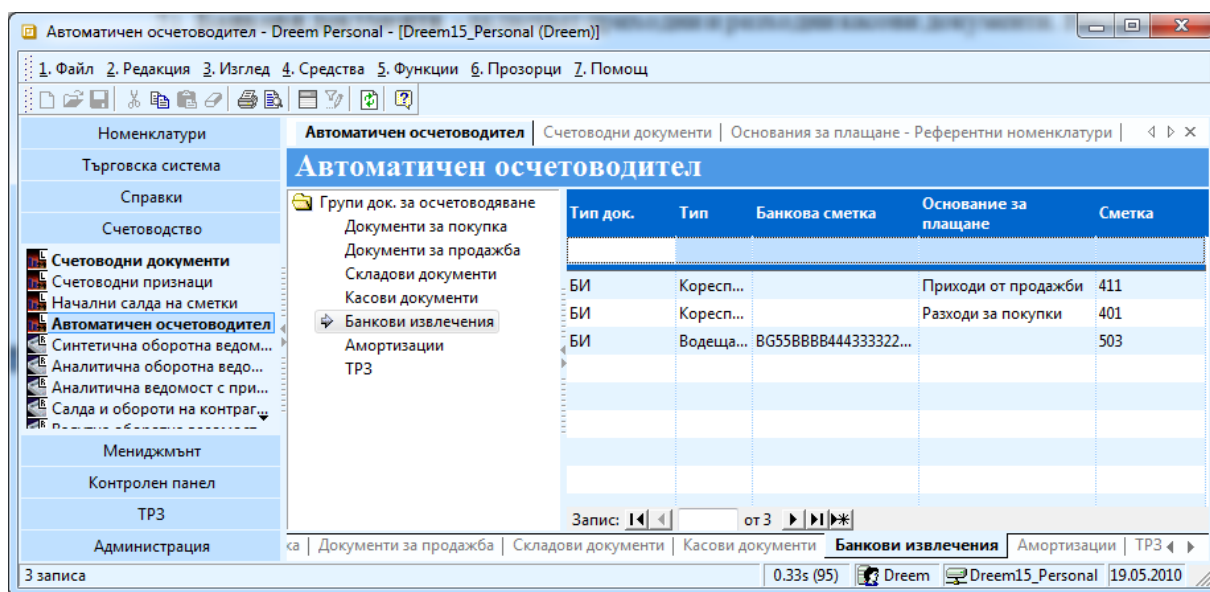 Автоматичен осчетоводител - Dreem Personal - [Dreem15_Personal (Dreem)]
1. Файл 2. Редакция 3. Изглед 4. Средства 5. Функции 6. Прозорци 7. Помощ
Номенклатури
Търговска система
Справки
Счетоводство
Счетоводни документи
Счетоводни признаци
Начални салда на сметки
Автоматичен осчетоводител
Синтетична оборотна ведом...
Аналитична оборотна ведо...
Аналитична ведомост с при...
Салда и обороти на контраг...
Мениджмънт
Контролен панел
ТРЗ
Администрация
Автоматичен осчетоводител | Счетоводни документи | Основания за плащане - Референтни номенклатури |
Автоматичен осчетоводител
Групи док. за осчетоводяване
Документи за покупка
Документи за продажба
Складови документи
Касови документи
Банкови извлечения
Амортизации
ТРЗ
Тип док. Тип Банкова сметка Основание за плащане Сметка
БИ Коресп... Приходи от продажби 411
БИ Коресп... Разходи за покупки 401
БИ Водеща... BG55BBBB444333322... 503
Запис: от 3
ка | Документи за продажба | Складови документи | Касови документи Банкови извлечения Амортизации | ТРЗ
3 записа 0.33s (95) Dreem Dreem15_Personal 19.05.2010